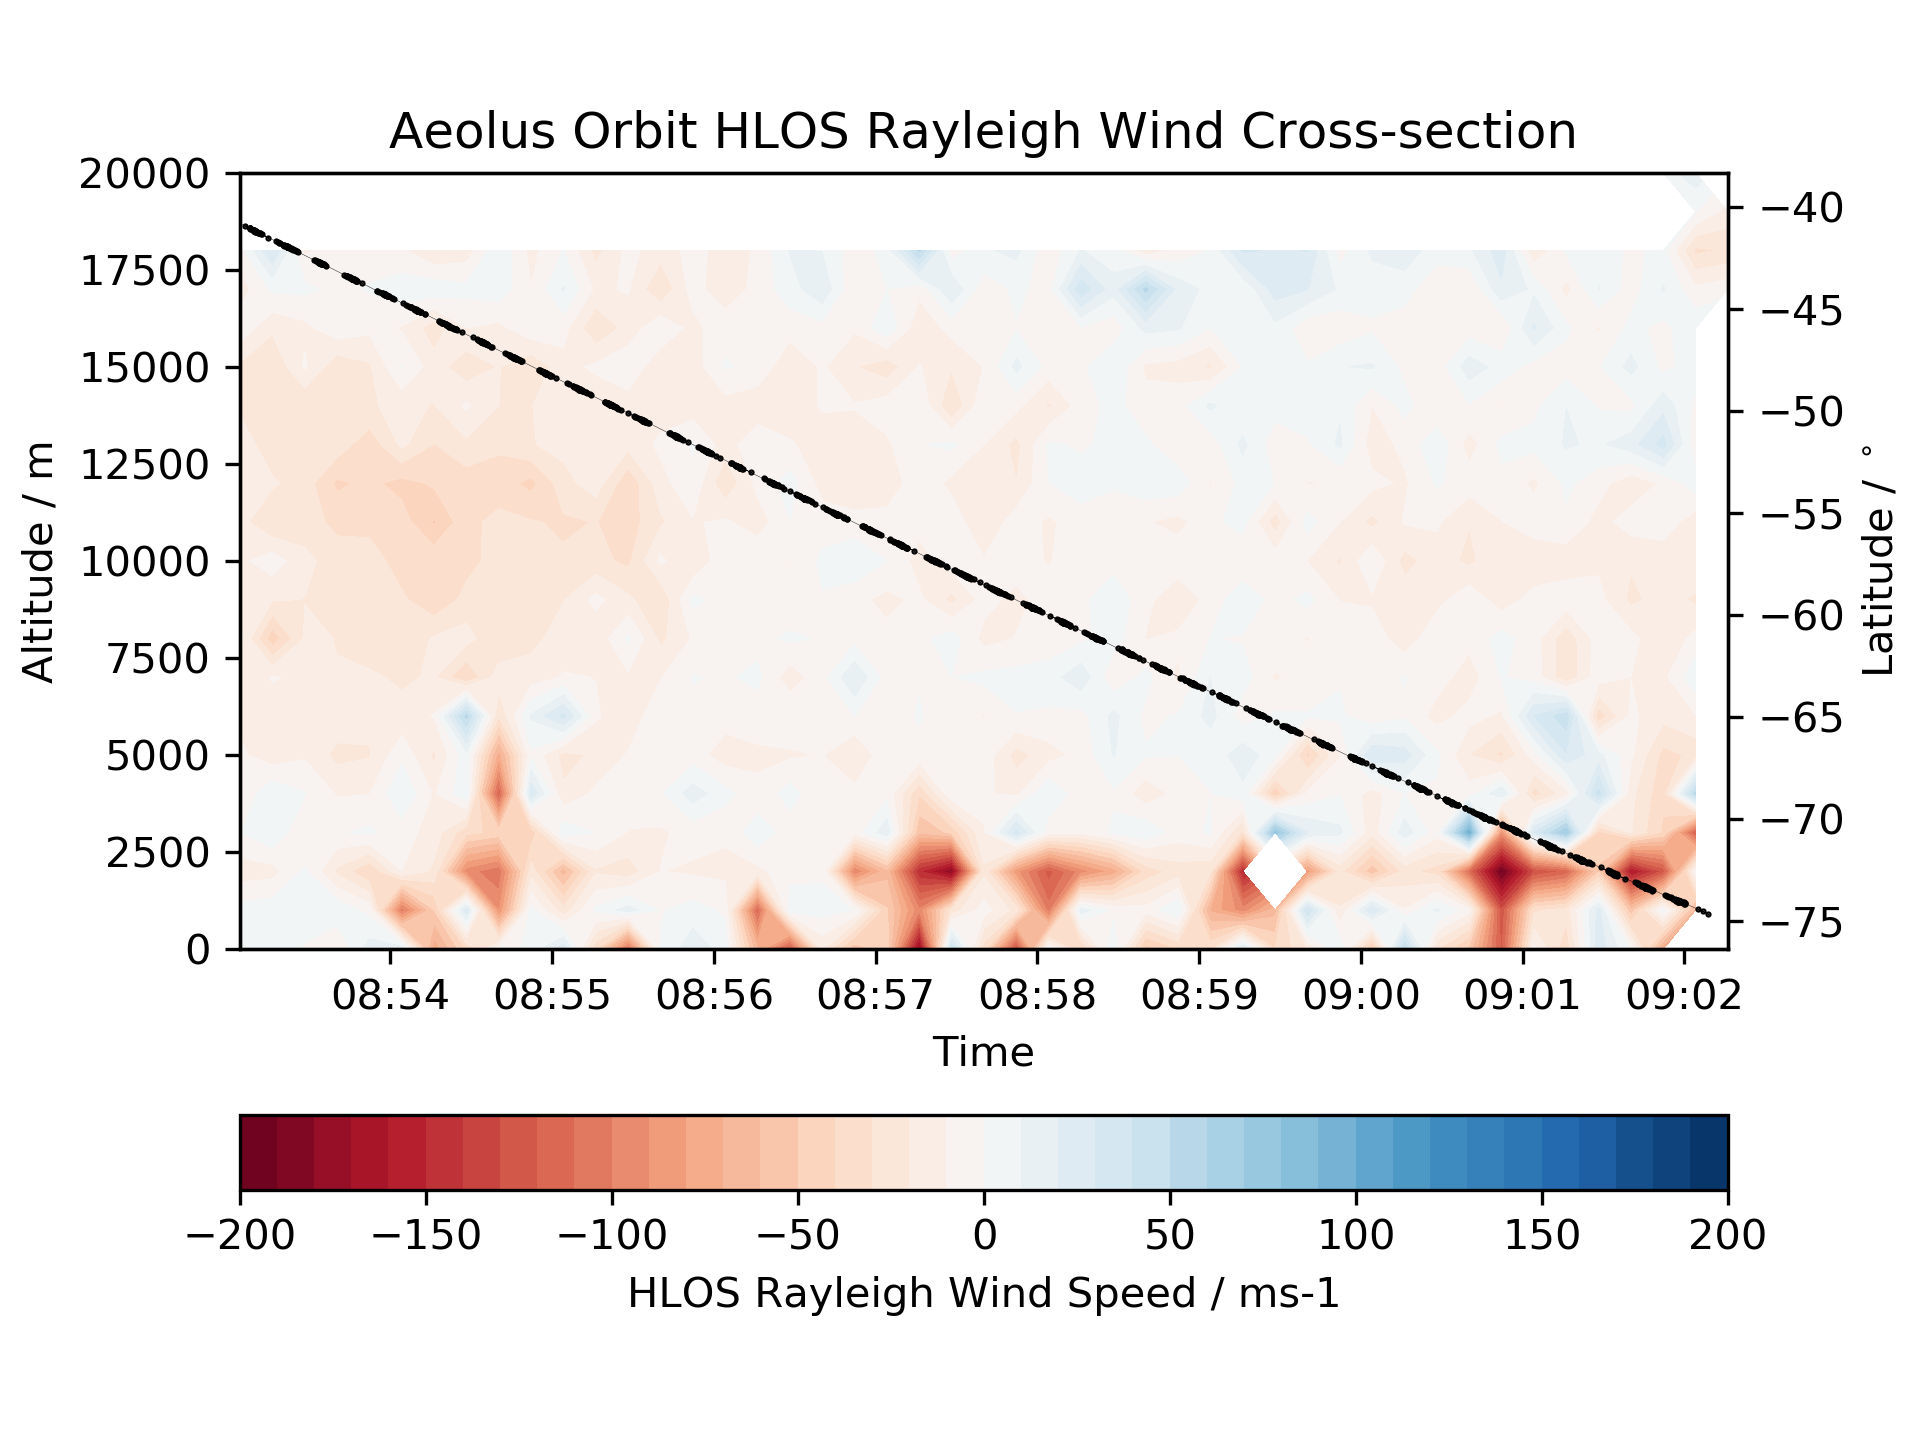 Aeolus Orbit HLOS Rayleigh Wind Cross-section
20000
17500
15000
12500
10000
7500
5000
2500
0
Altitude / m
−40
−45
−50
−55
−60
−65
−70
−75
Latitude / °
08:54 08:55 08:56 08:57 08:58 08:59 09:00 09:01 09:02
Time
−200 −150 −100 −50 0 50 100 150 200
HLOS Rayleigh Wind Speed / ms-1